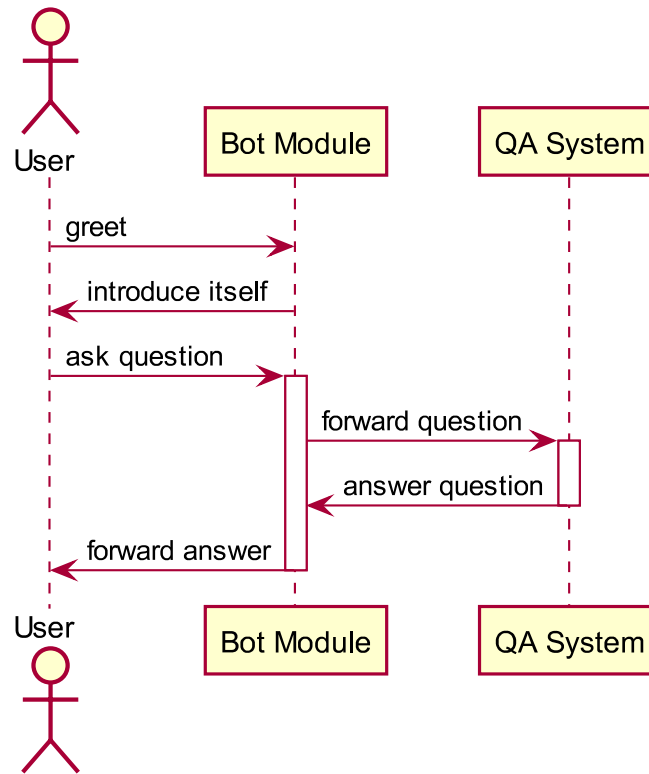 User
Bot Module
QA System
greet
introduce itself
ask question
forward question
answer question
forward answer
User
Bot Module
QA System